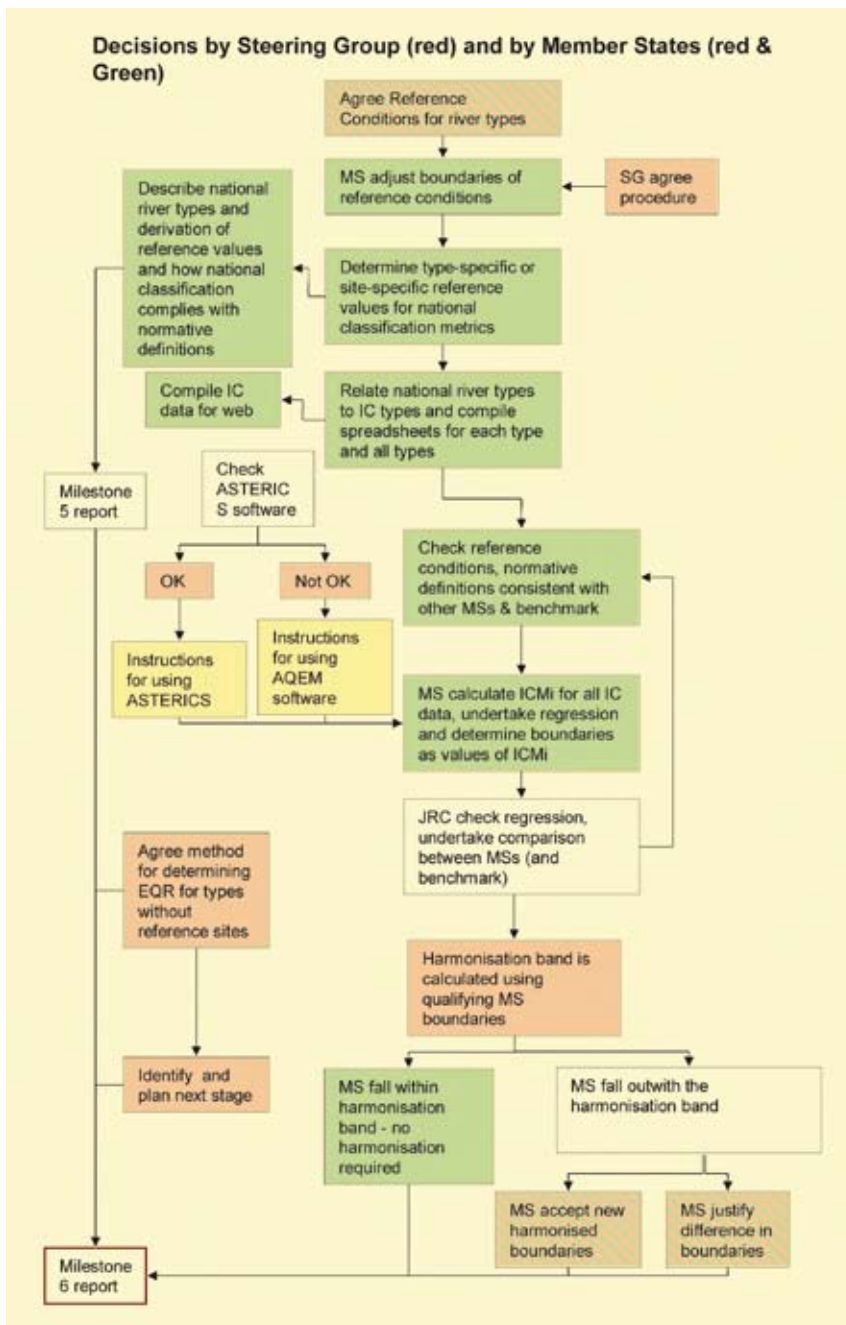 Decisions by Steering Group (red) and by Member States (red &
Green)
Agree Reference
Conditions for river types
MS adjust boundaries of
reference conditions
SG agree
procedure
Describe national
river types and
derivation of
reference values
and how national
classification
complies with
normative
definitions
Determine type-specific or
site-specific reference
values for national
classification metrics
Compile IC
data for web
Relate national river types
to IC types and compile
spreadsheets for each type
and all types
Milestone
5 report
Check
ASTERIC
S software
OK
Not OK
Check reference
conditions, normative
definitions consistent with
other MSs & benchmark
Instructions
for using
ASTERICS
Instructions
for using
AQEM
software
MS calculate ICMi for all IC
data, undertake regression
and determine boundaries
as values of ICMi
JRC check regression,
undertake comparison
between MSs (and
benchmark)
Agree method
for determining
EQR for types
without
reference sites
Harmonisation band is
calculated using
qualifying MS
boundaries
Identify and
plan next stage
MS fall within
harmonisation
band - no
harmonisation
required
MS fall outwith the
harmonisation band
MS accept new
harmonised
boundaries
MS justify
difference in
boundaries
Milestone
6 report